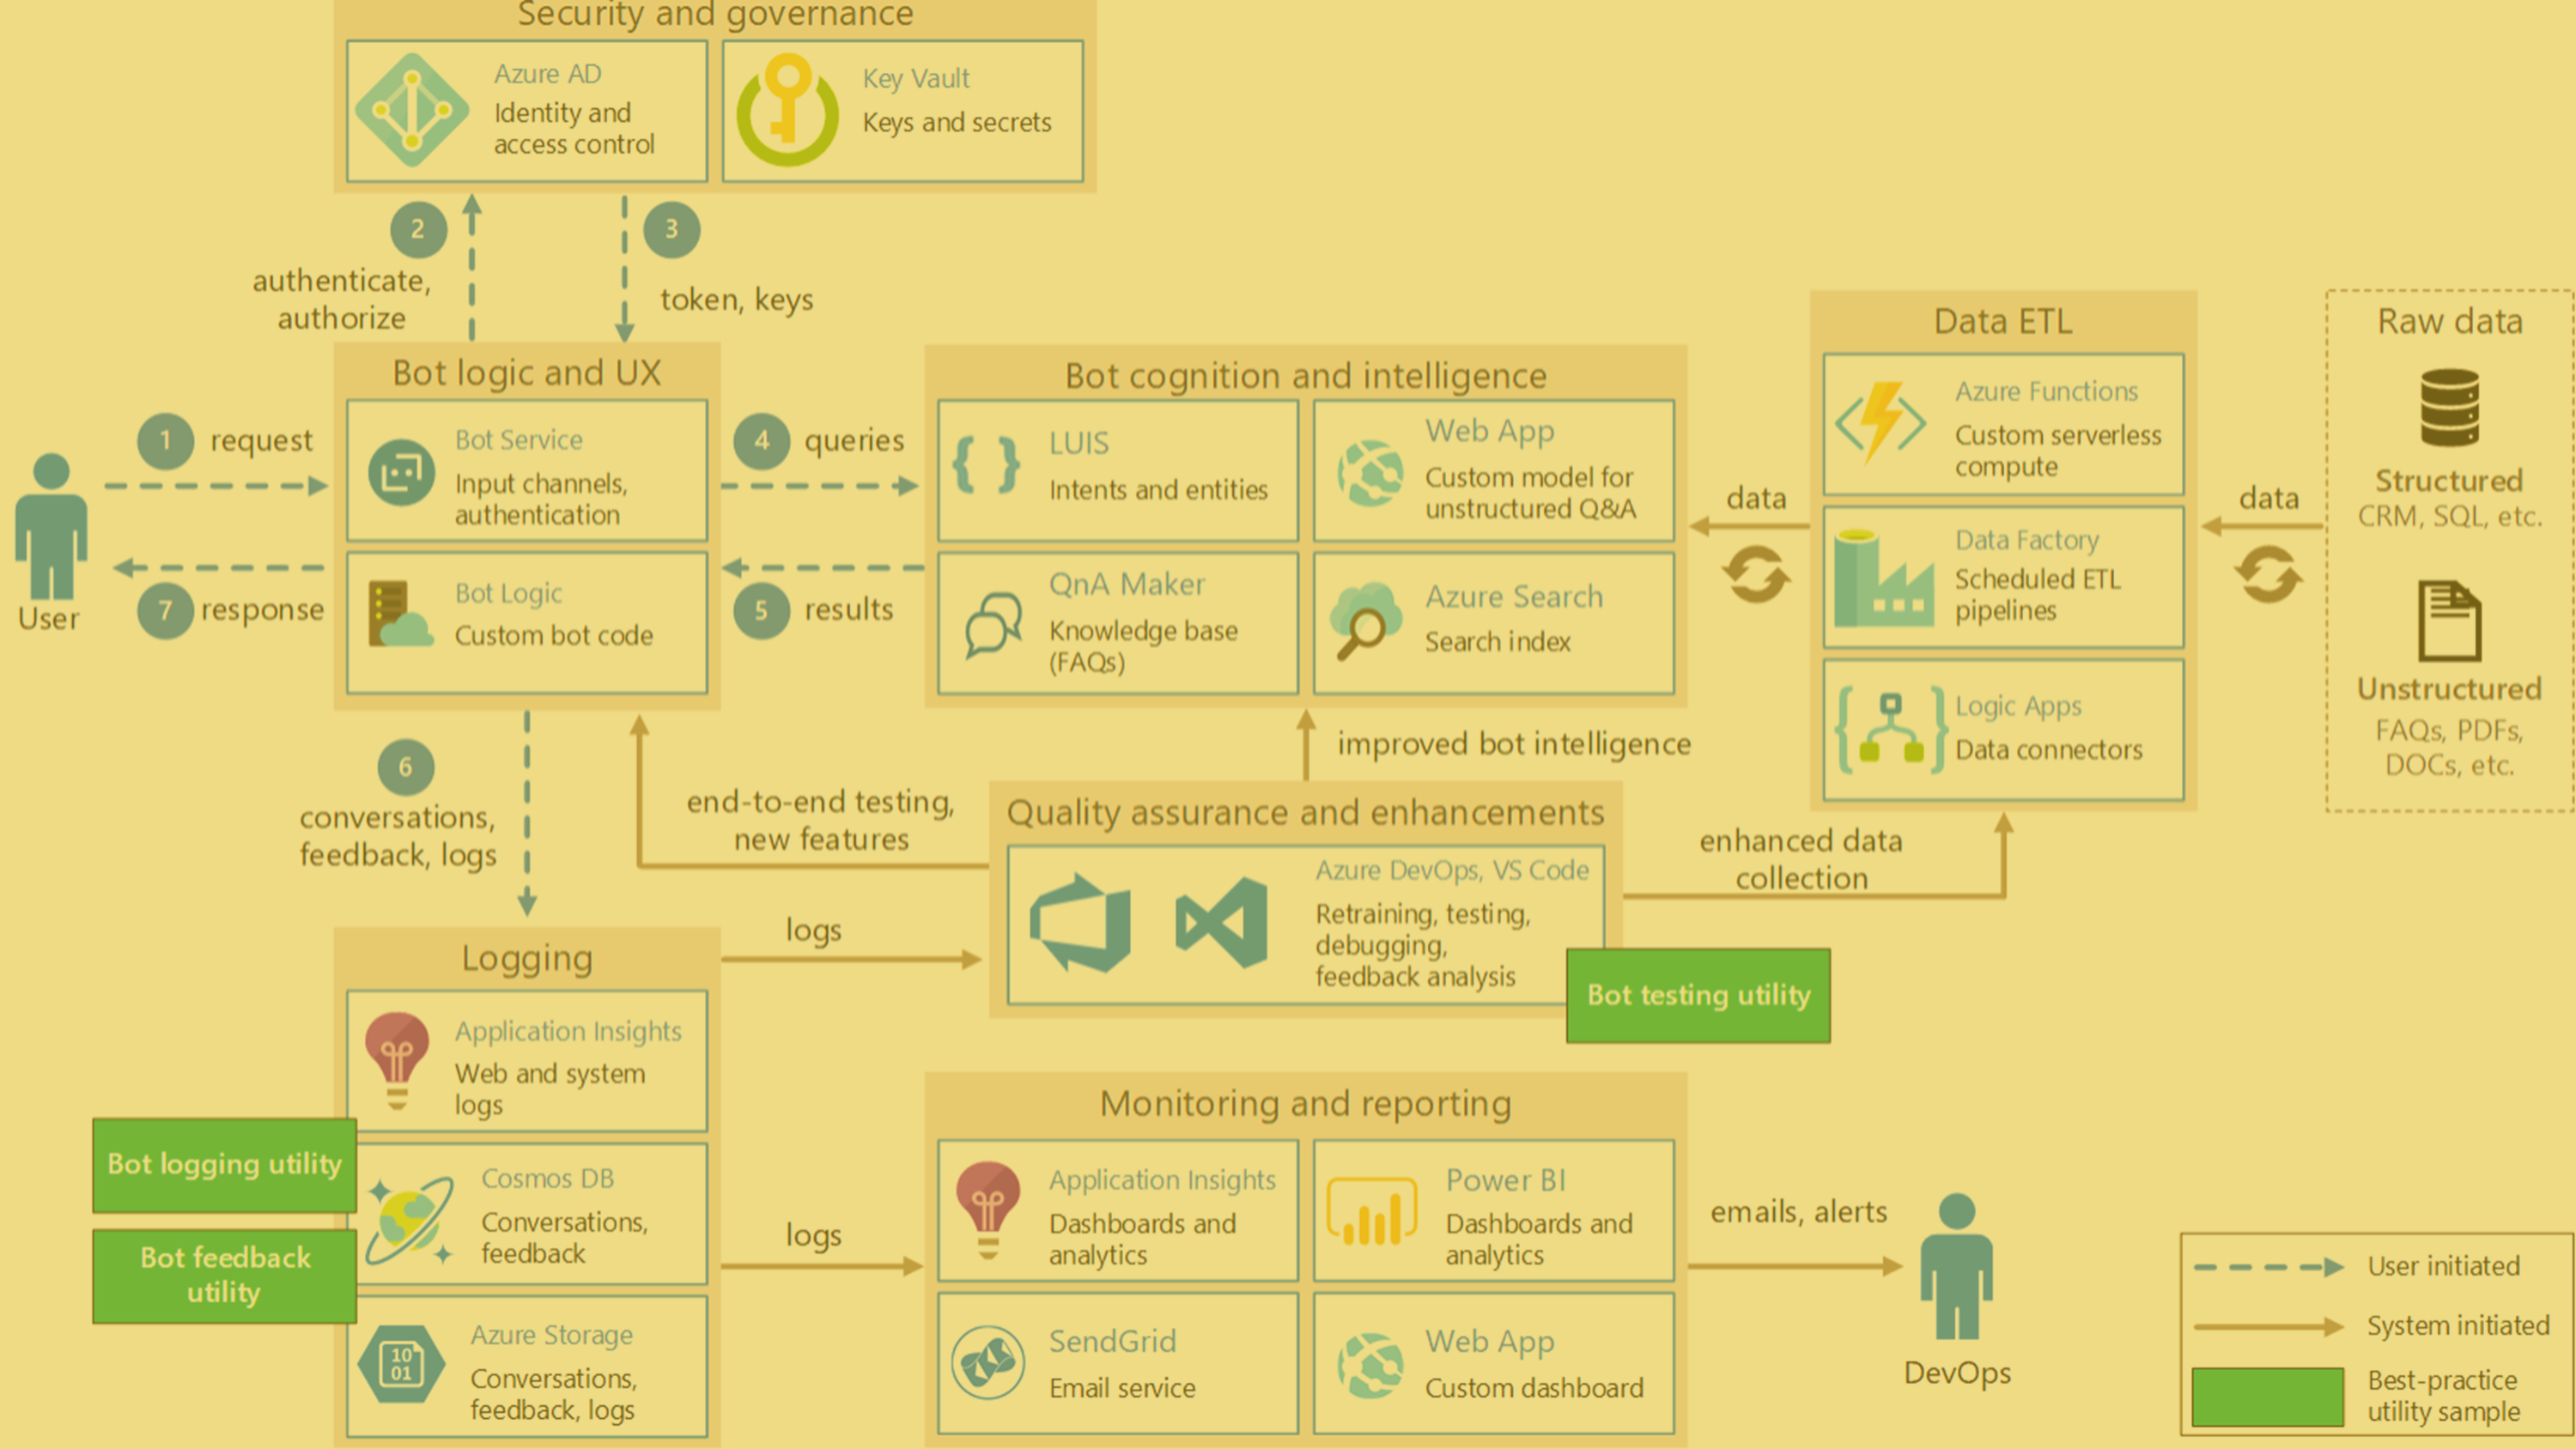 Security and governance
Azure AD
Identity and
access control
Key Vault
Keys and secrets
2
authenticate,
authorize
3
token, keys
Bot logic and UX
Bot Service
Input channels,
authentication
Bot Logic
Custom bot code
1 request
7 response
User
4 queries
5 results
Bot cognition and intelligence
LUIS
Intents and entities
Web App
Custom model for
unstructured Q&A
QnA Maker
Knowledge base
(FAQs)
Azure Search
Search index
data
Data ETL
Azure Functions
Custom serverless
compute
Data Factory
Scheduled ETL
pipelines
Logic Apps
Data connectors
data
Raw data
Structured
CRM, SQL, etc.
Unstructured
FAQs, PDFs,
DOCs, etc.
6
conversations,
feedback, logs
end-to-end testing,
new features
improved bot intelligence
Quality assurance and enhancements
Azure DevOps, VS Code
Retraining, testing,
debugging,
feedback analysis
Bot testing utility
enhanced data
collection
logs
Logging
Application Insights
Web and system
logs
Cosmos DB
Conversations,
feedback
Azure Storage
Conversations,
feedback, logs
10
01
Bot logging utility
Bot feedback
utility
logs
Monitoring and reporting
Application Insights
Dashboards and
analytics
Power BI
Dashboards and
analytics
SendGrid
Email service
Web App
Custom dashboard
emails, alerts
DevOps
User initiated
System initiated
Best-practice
utility sample